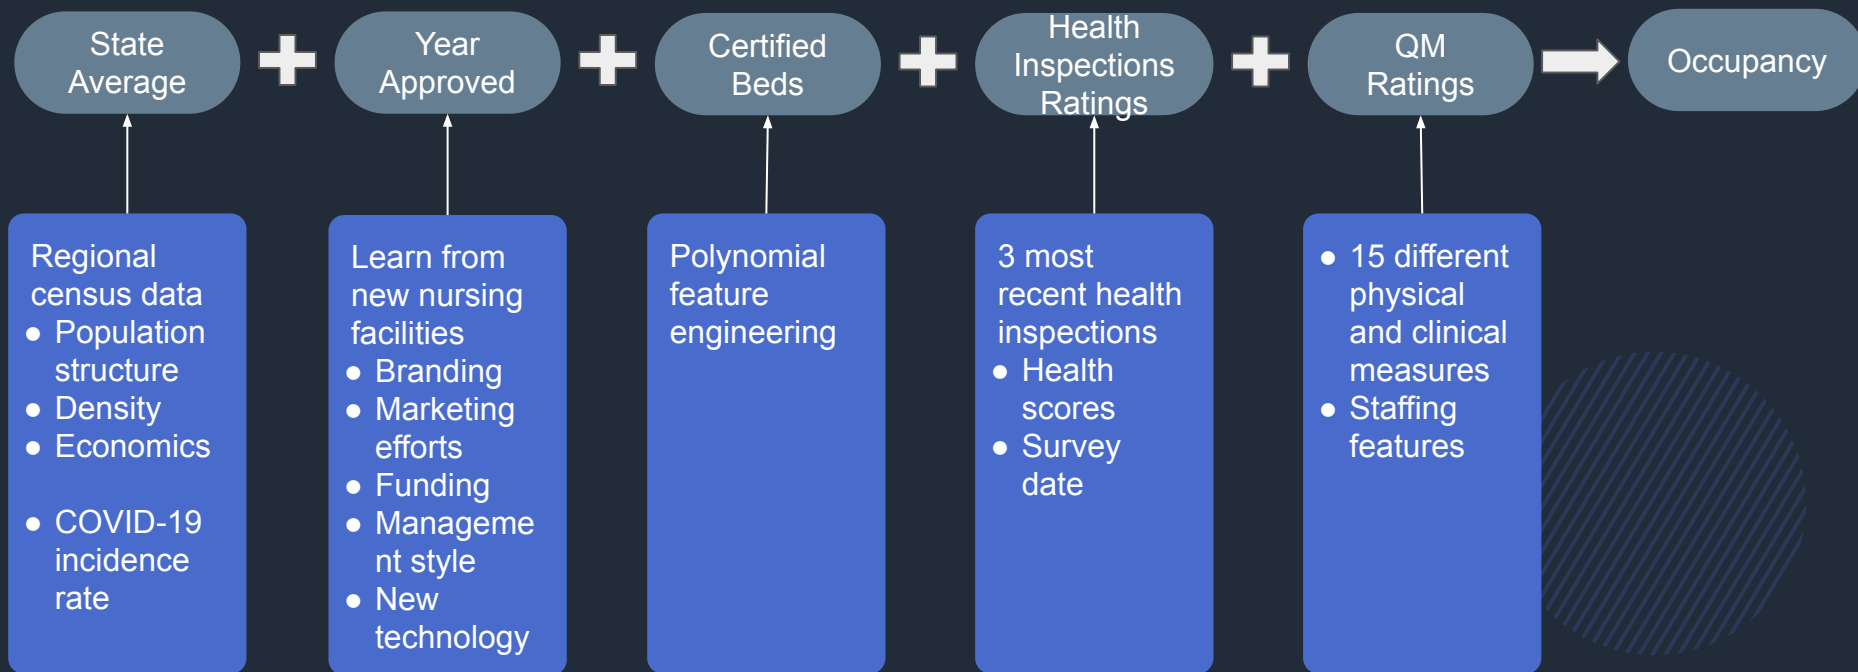 State
Average
Year
Approved
Certified
Beds
Health
Inspections
Ratings
QM
Ratings
Occupancy
Regional
census data
● Population
structure
● Density
● Economics
● COVID-19
incidence
rate
Learn from
new nursing
facilities
● Branding
● Marketing
efforts
● Funding
● Manageme
nt style
● New
technology
Polynomial
feature
engineering
3 most
recent health
inspections
● Health
scores
● Survey
date
● 15 different
physical
and clinical
measures
● Staffing
features